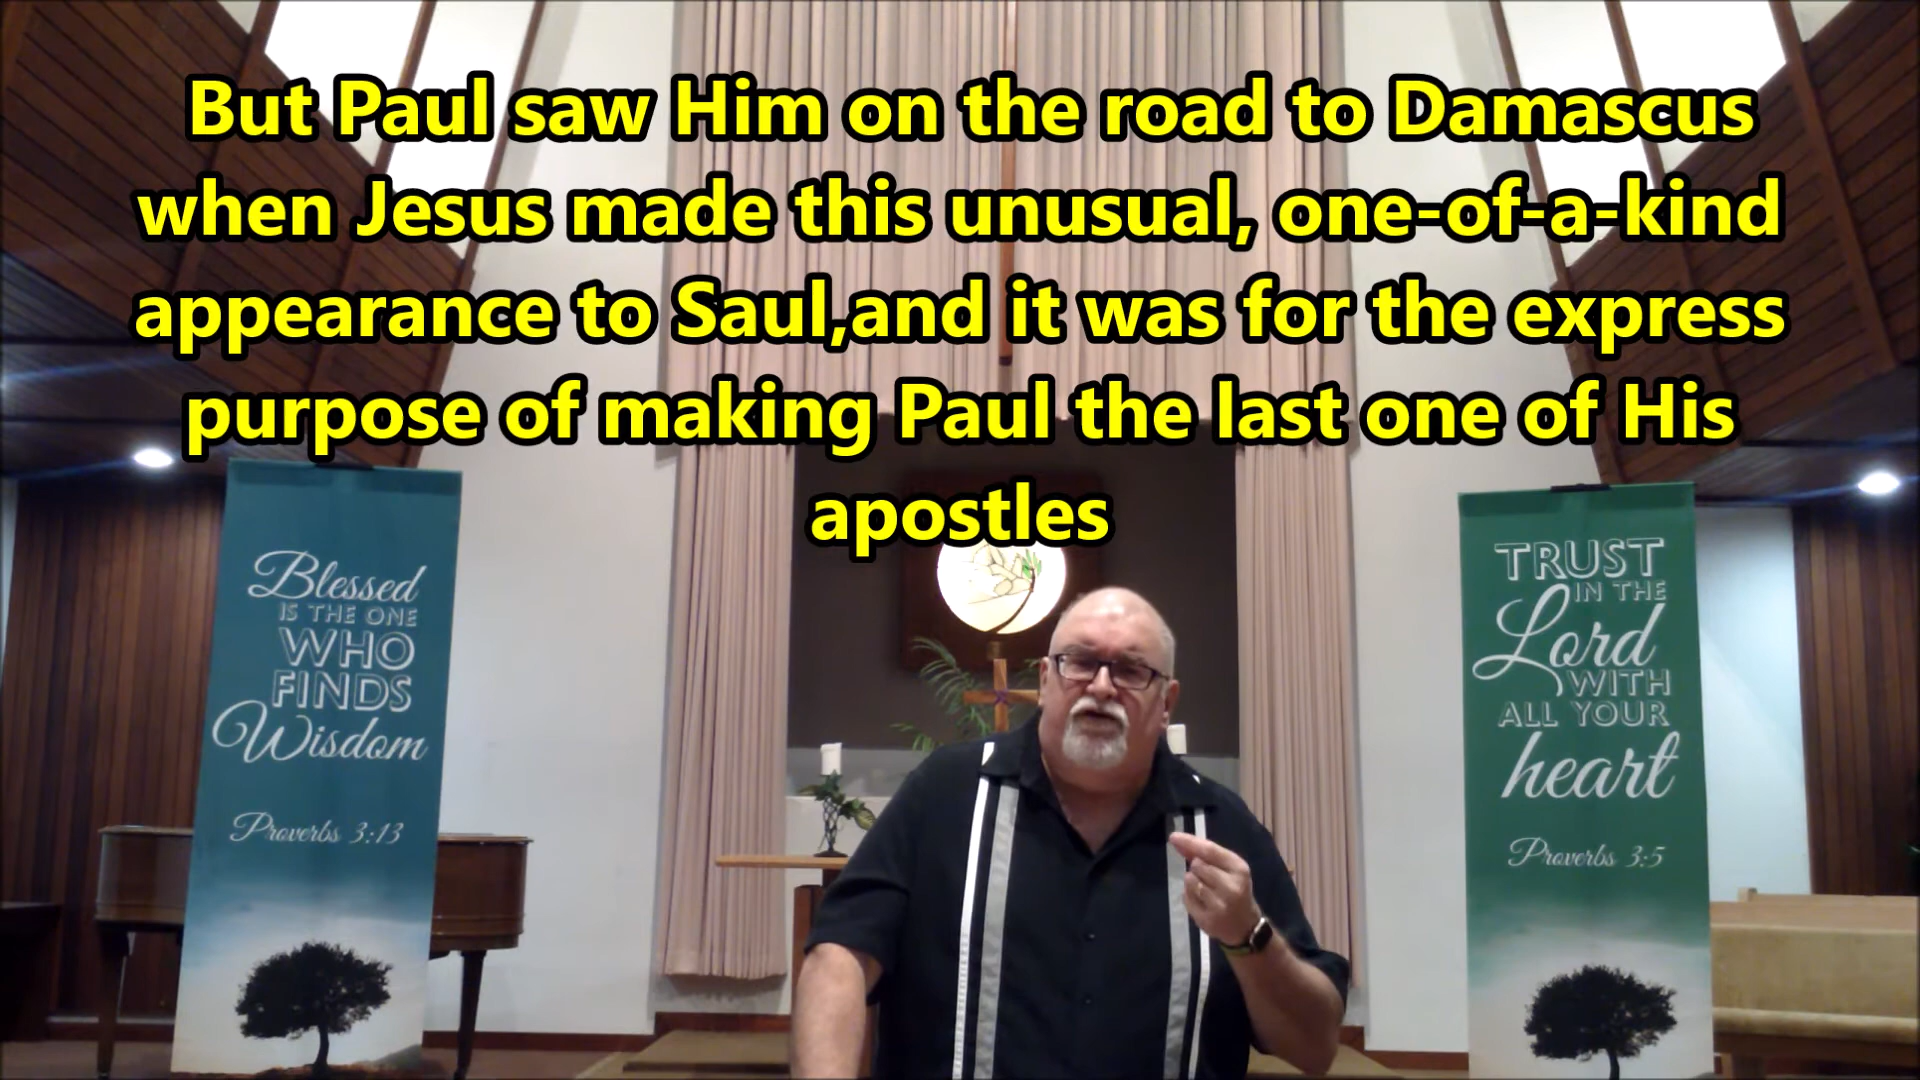 But Paul saw Him on the road to Damascus
when Jesus made this unusual, one-of-a-kind
appearance to Saul,and it was for the express
purpose of making Paul the last one of His
apostles
Blessed
IS THE ONE
WHO
FINDS
Wisdom
Proverbs 3:13
TRUST
IN THE
Lord
WITH
ALL YOUR
heart
Proverbs 3:5